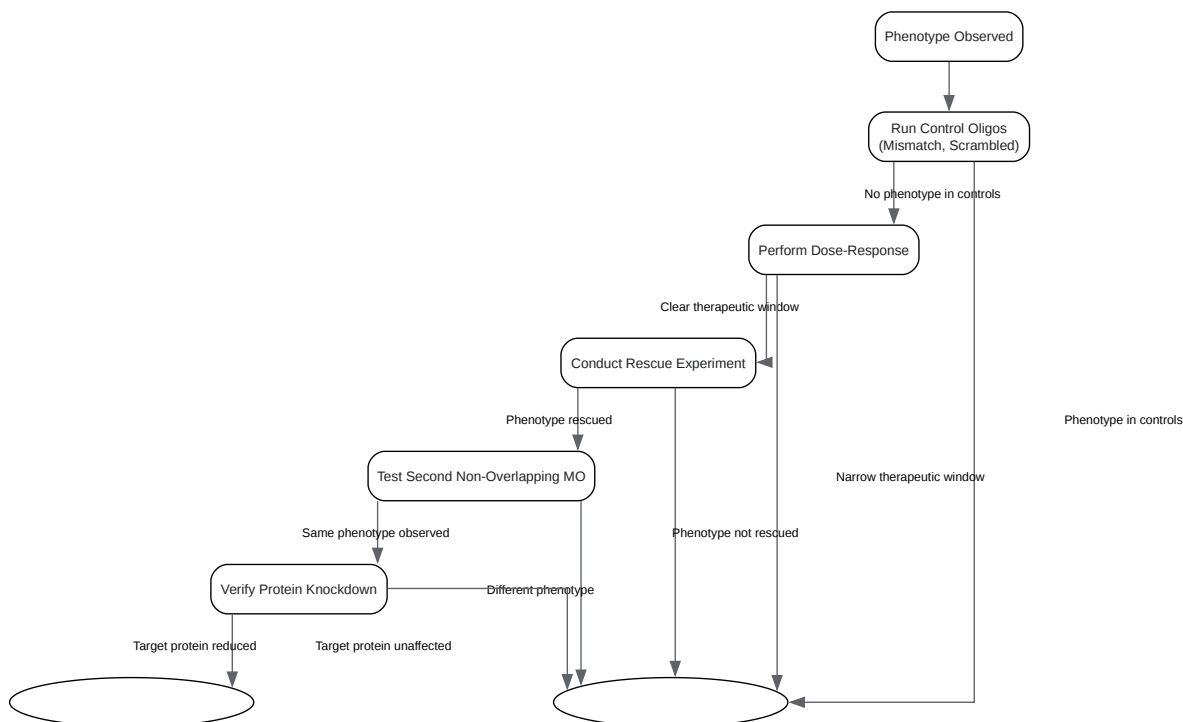 Phenotype Observed
Run Control Oligos
(Mismatch, Scrambled)
No phenotype in controls
Perform Dose-Response
Clear therapeutic window
Conduct Rescue Experiment
Phenotype rescued
Phenotype in controls
Test Second Non-Overlapping MO
Narrow therapeutic window
Same phenotype observed
Phenotype not rescued
Verify Protein Knockdown
Different phenotype
Target protein reduced
Target protein unaffected